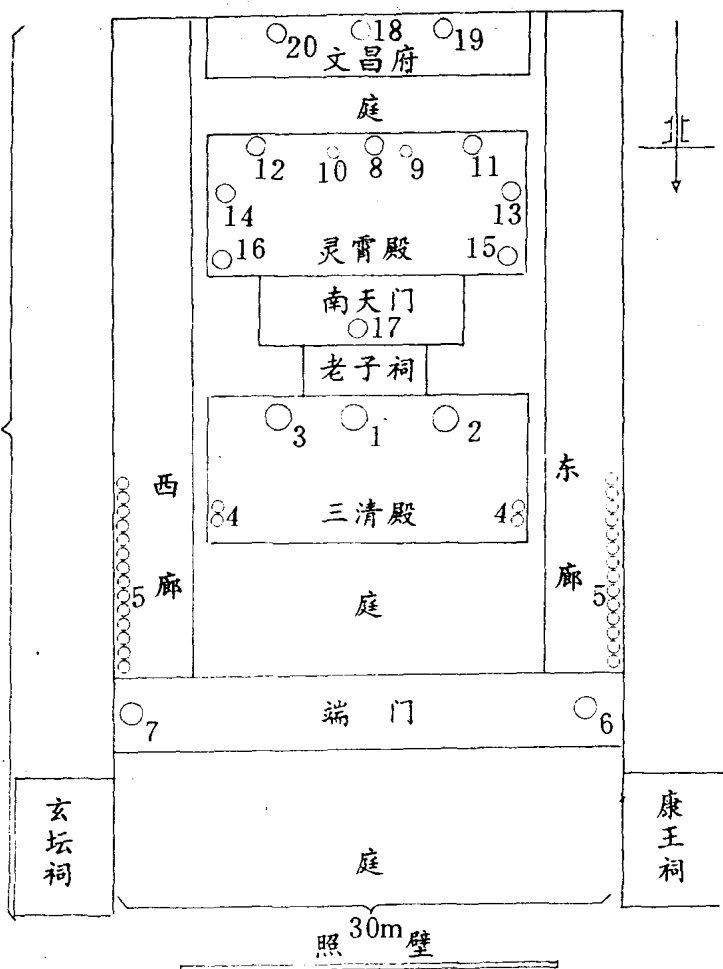 20 18 19
文昌府
庭
12 10 8 9 11
14 13
16 灵霄殿 15
北
南天门
17
老子祠
3 1 2
西廊
东廊
4 三清殿 4
5 庭 5
7 端门 6
玄坛祠
康王祠
庭
30m
照壁